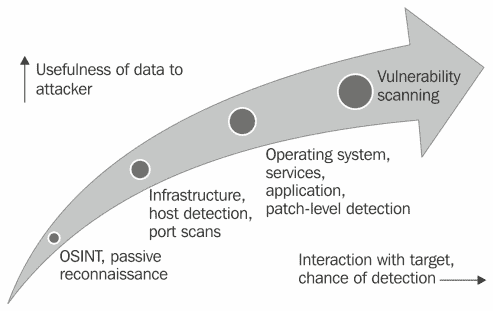 Usefulness of data to
attacker
Vulnerability
scanning
Operating system,
services,
application,
patch-level detection
Infrastructure,
host detection,
port scans
OSINT, passive
reconnaissance
Interaction with target,
chance of detection